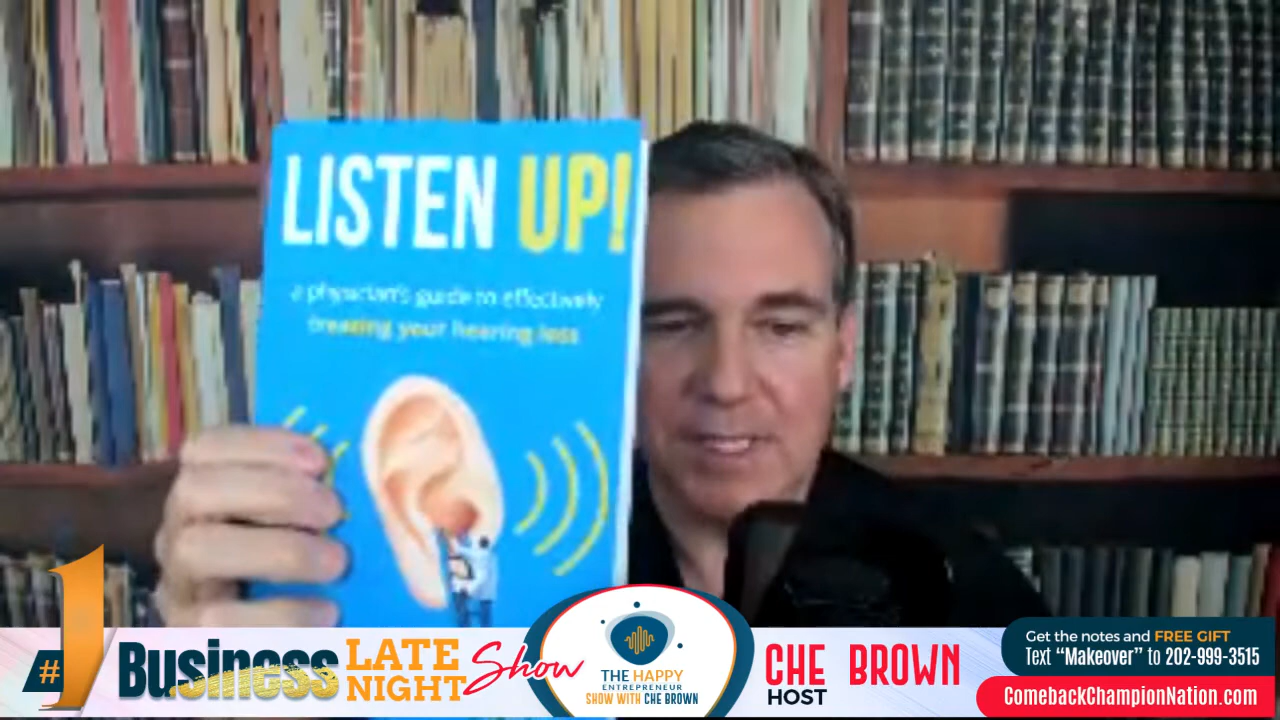 LISTEN UP!
a physician's guide to effectively
treating your hearing loss
#1 Business LATE NIGHT Show
THE HAPPY
ENTREPRENEUR
SHOW WITH CHE BROWN
CHE BROWN
HOST
Get the notes and FREE GIFT
Text “Makeover” to 202-999-3515
ComebackChampionNation.com